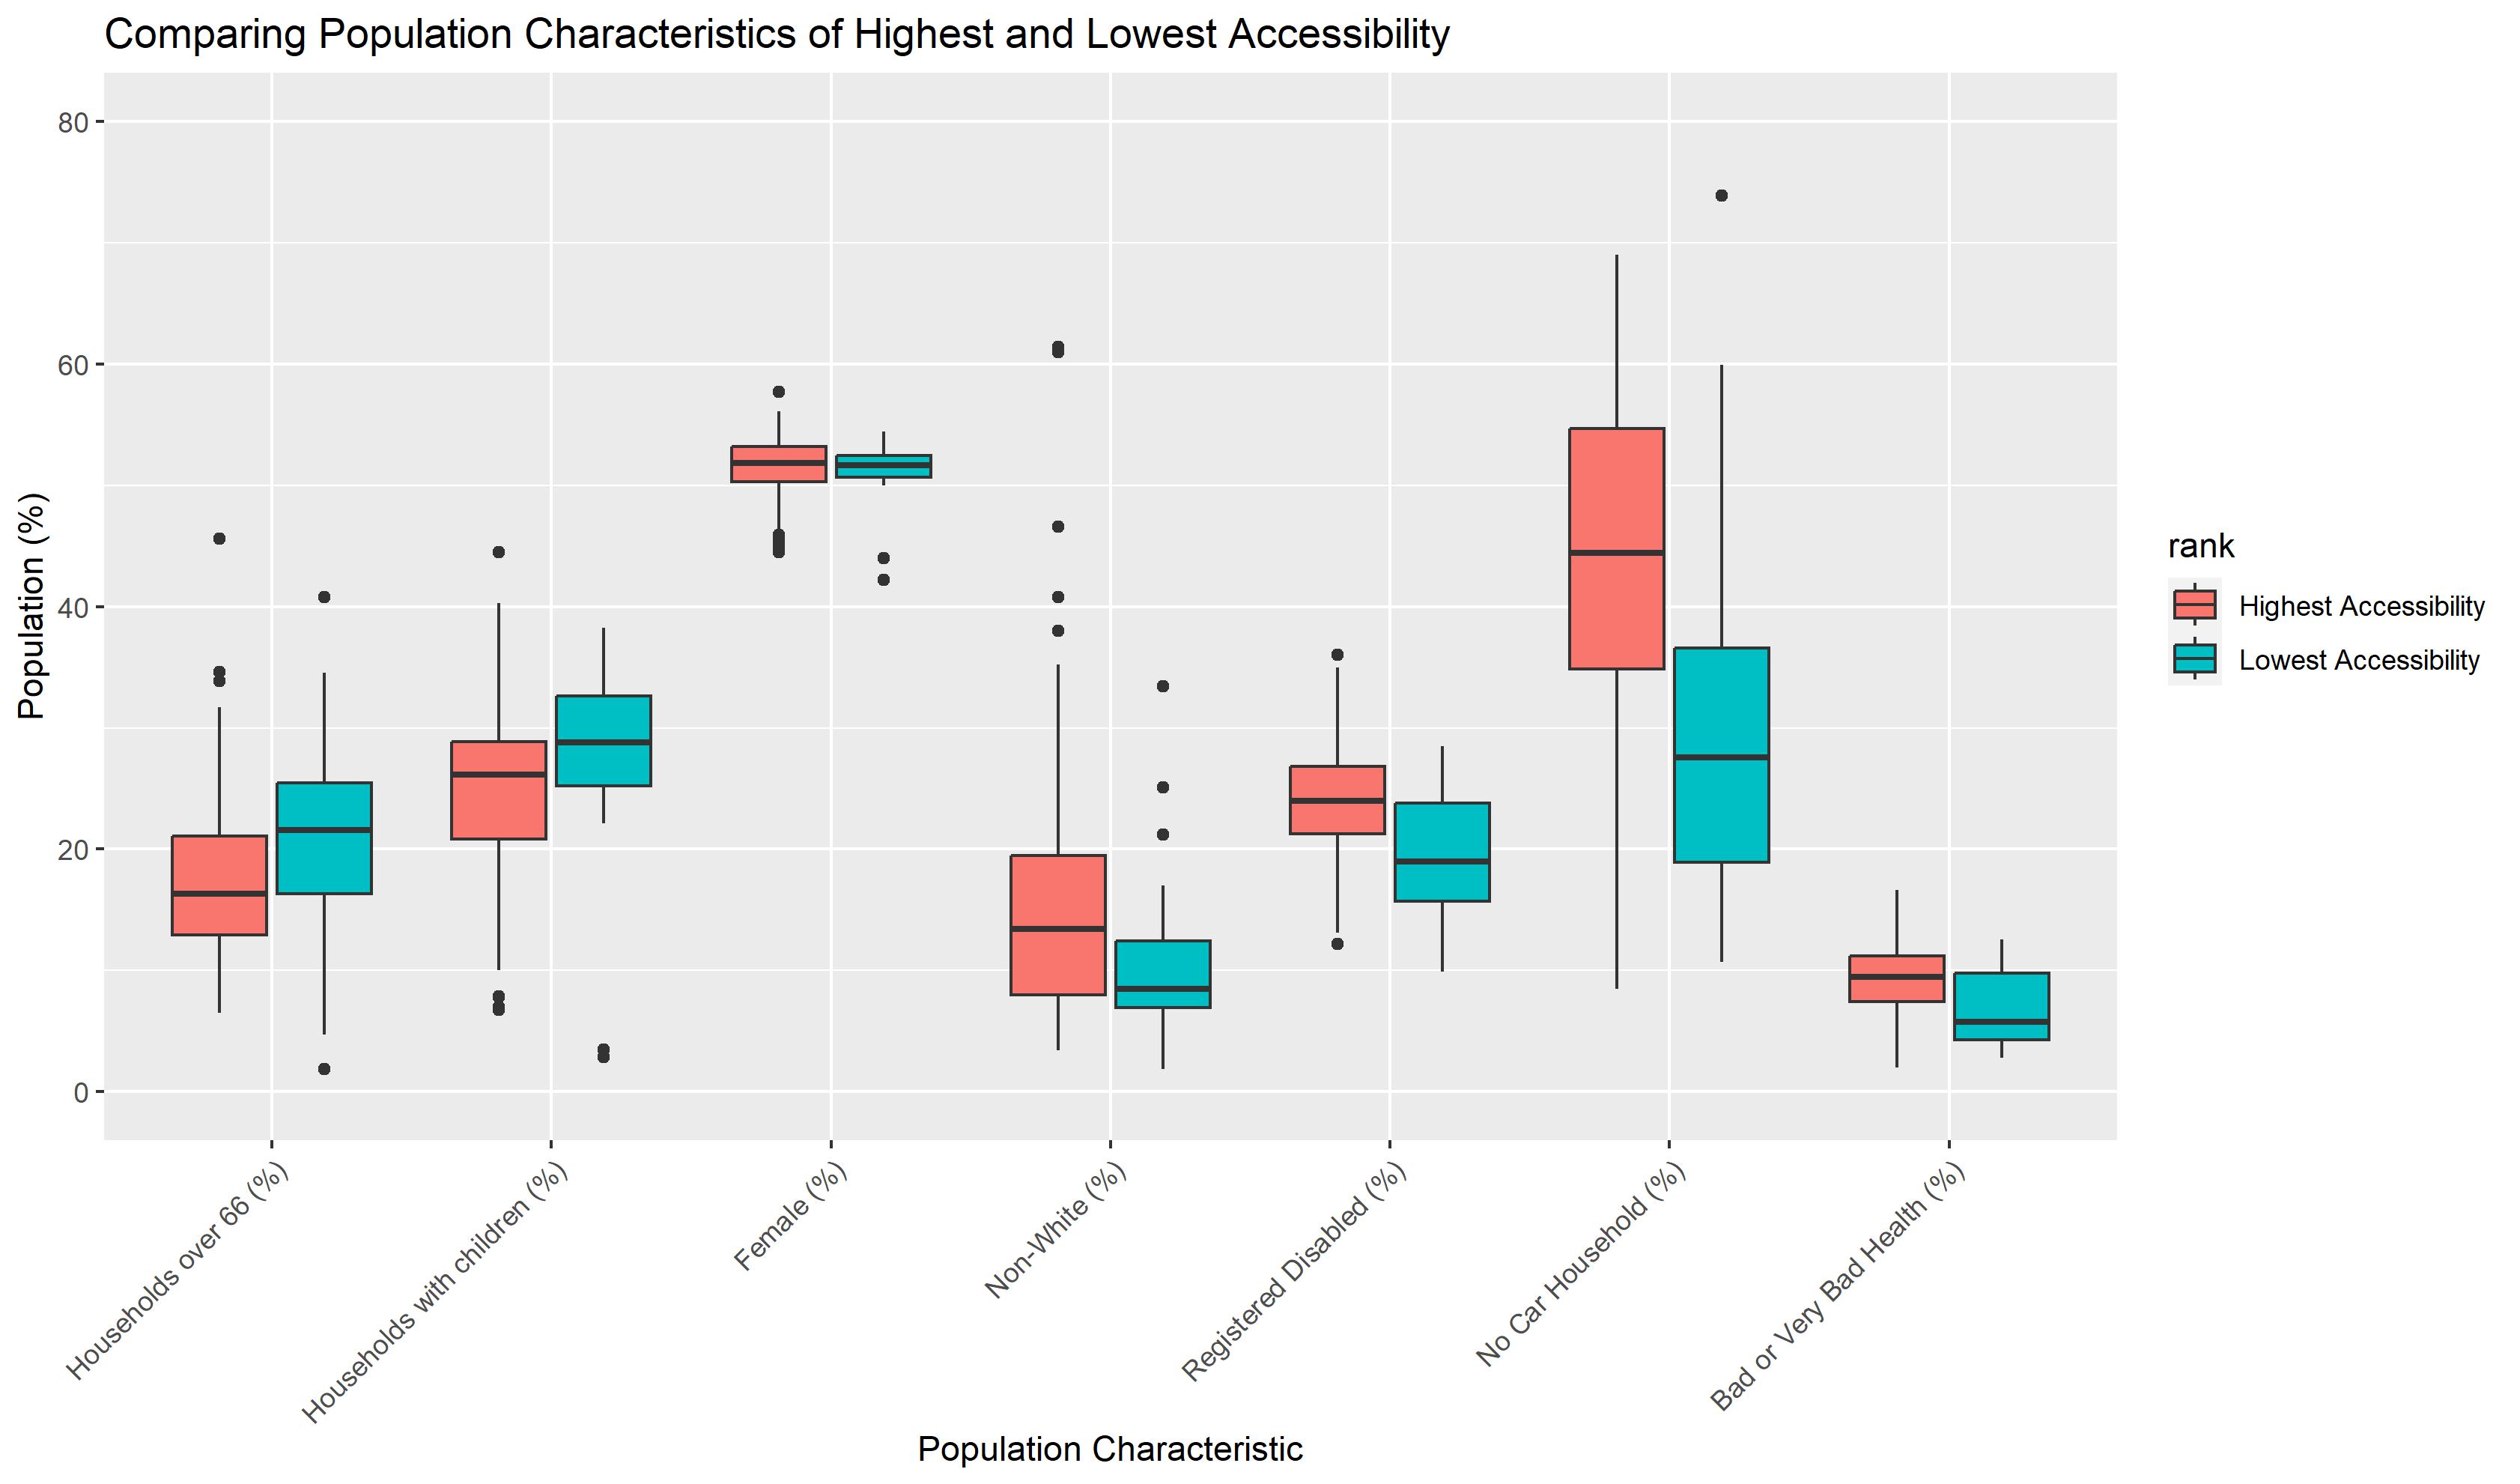 Comparing Population Characteristics of Highest and Lowest Accessibility
Population (%)
80
60
40
20
0
Households over 66 (%)
Households with children (%)
Female (%)
Non-White (%)
Registered Disabled (%)
No Car Household (%)
Bad or Very Bad Health (%)
Population Characteristic
rank
Highest Accessibility
Lowest Accessibility